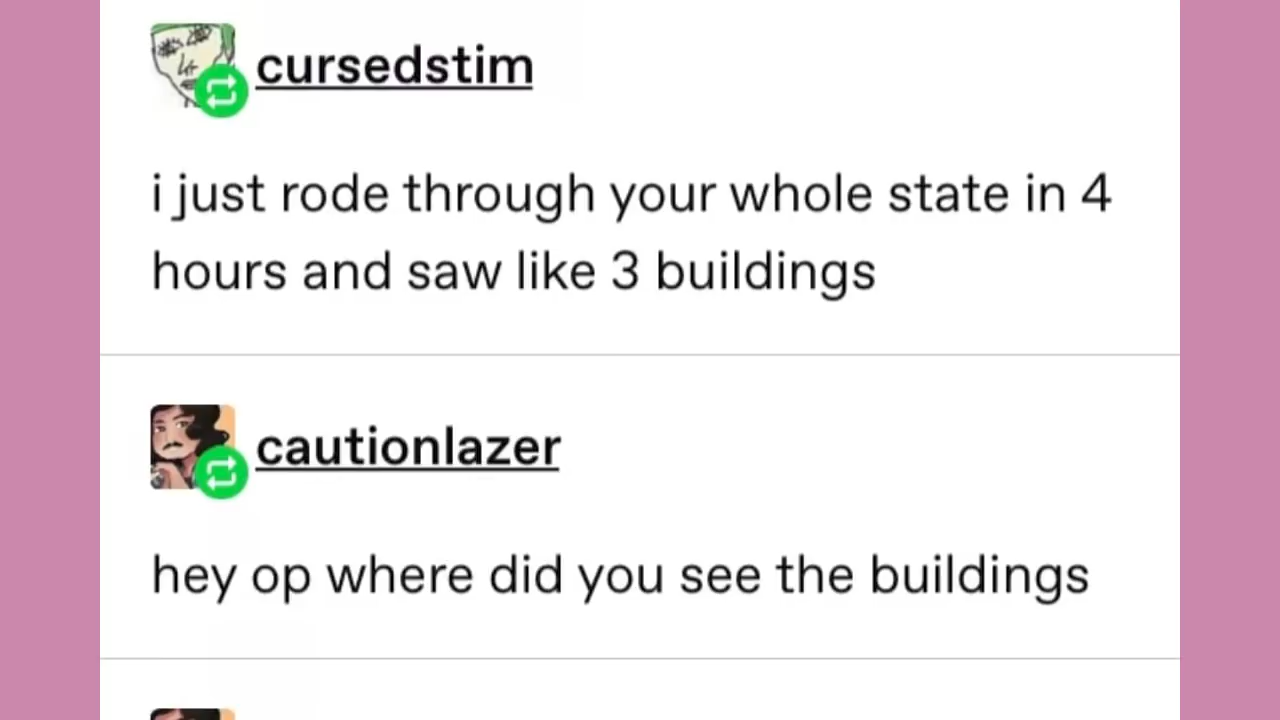 cursedstim
i just rode through your whole state in 4
hours and saw like 3 buildings
cautionlazer
hey op where did you see the buildings